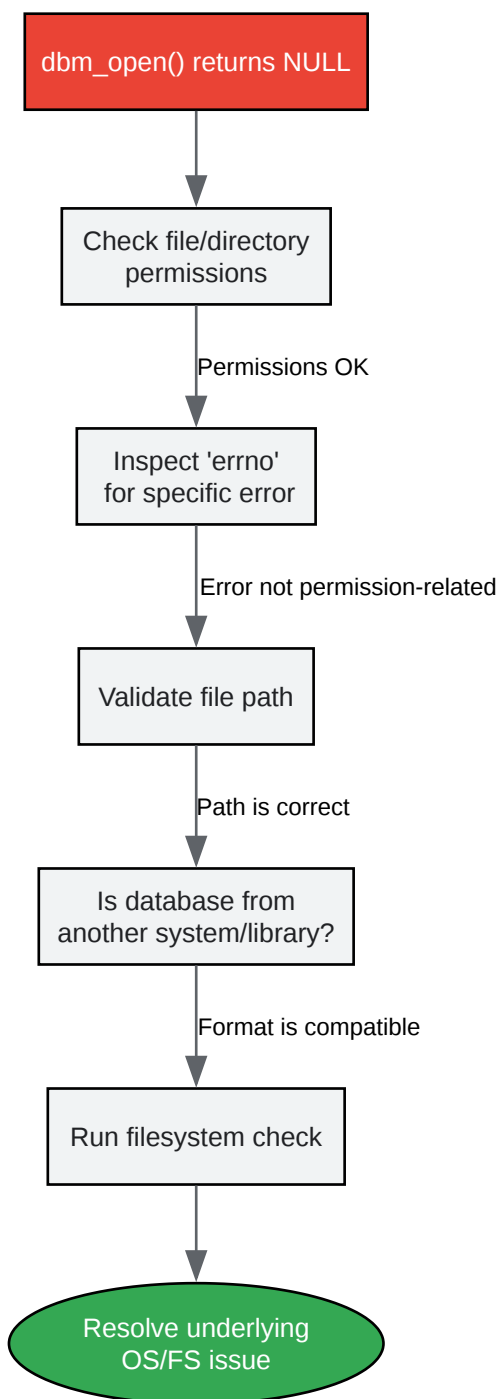 dbm_open() returns NULL
Check file/directory
permissions
Permissions OK
Inspect 'errno'
for specific error
Error not permission-related
Validate file path
Path is correct
Is database from
another system/library?
Format is compatible
Run filesystem check
Resolve underlying
OS/FS issue